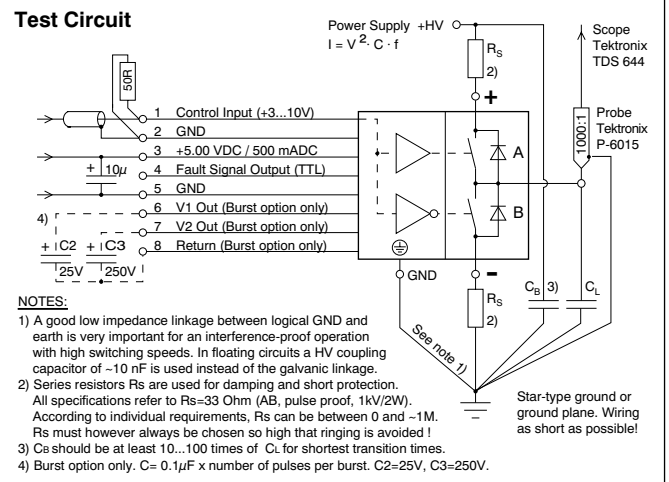 Test Circuit
Power Supply +HV
I = V²· C · f
Scope
Tektronix
TDS 644
RS
2)
50R
+
1 Control Input (+3...10V)
2 GND
3 +5.00 VDC / 500 mADC
4 Fault Signal Output (TTL)
5 GND
6 V1 Out (Burst option only)
7 V2 Out (Burst option only)
8 Return (Burst option only)
+ 10µ
4)
+ C2
25V
+ C3
250V
A
B
1000:1
Probe
Tektronix
P-6015
GND
−
RS
2)
CB 3)
CL
See note 1)
Star-type ground or
ground plane. Wiring
as short as possible!
NOTES:
1) A good low impedance linkage between logical GND and
earth is very important for an interference-proof operation
with high switching speeds. In floating circuits a HV coupling
capacitor of ~10 nF is used instead of the galvanic linkage.
2) Series resistors Rs are used for damping and short protection.
All specifications refer to Rs=33 Ohm (AB, pulse proof, 1kV/2W).
According to individual requirements, Rs can be between 0 and ~1M.
Rs must however always be chosen so high that ringing is avoided !
3) CB should be at least 10...100 times of CL for shortest transition times.
4) Burst option only. C= 0.1µF x number of pulses per burst. C2=25V, C3=250V.